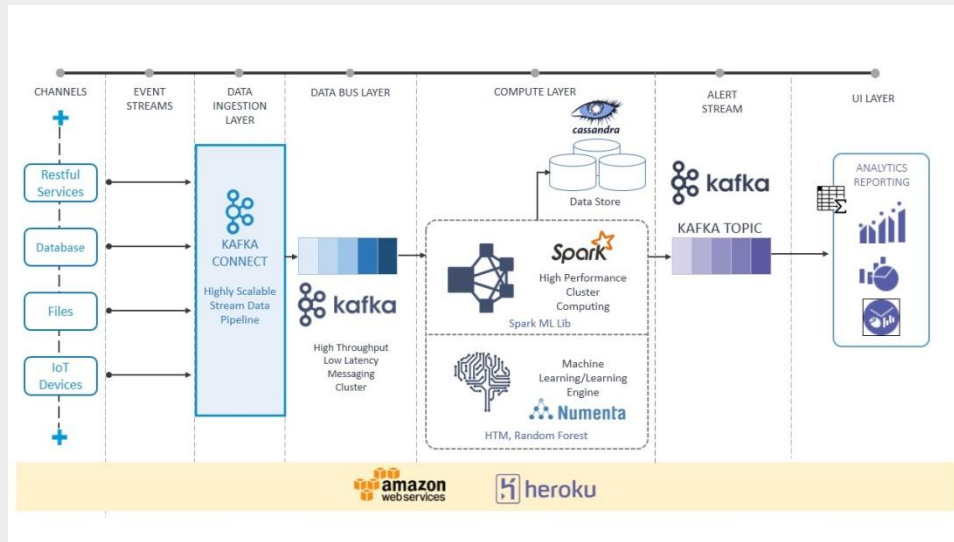 CHANNELS
EVENT
STREAMS
DATA
INGESTION
LAYER
DATA BUS LAYER
COMPUTE LAYER
ALERT
STREAM
UI LAYER
Restful
Services
Database
Files
IoT
Devices
KAFKA
CONNECT
Highly Scalable
Stream Data
Pipeline
kafka
High Throughput
Low Latency
Messaging
Cluster
cassandra
Data Store
Spark
High Performance
Cluster
Computing
Spark ML Lib
Machine
Learning/Learning
Engine
Numenta
HTM, Random Forest
kafka
KAFKA TOPIC
ANALYTICS
REPORTING
Σ
amazon
webservices
heroku